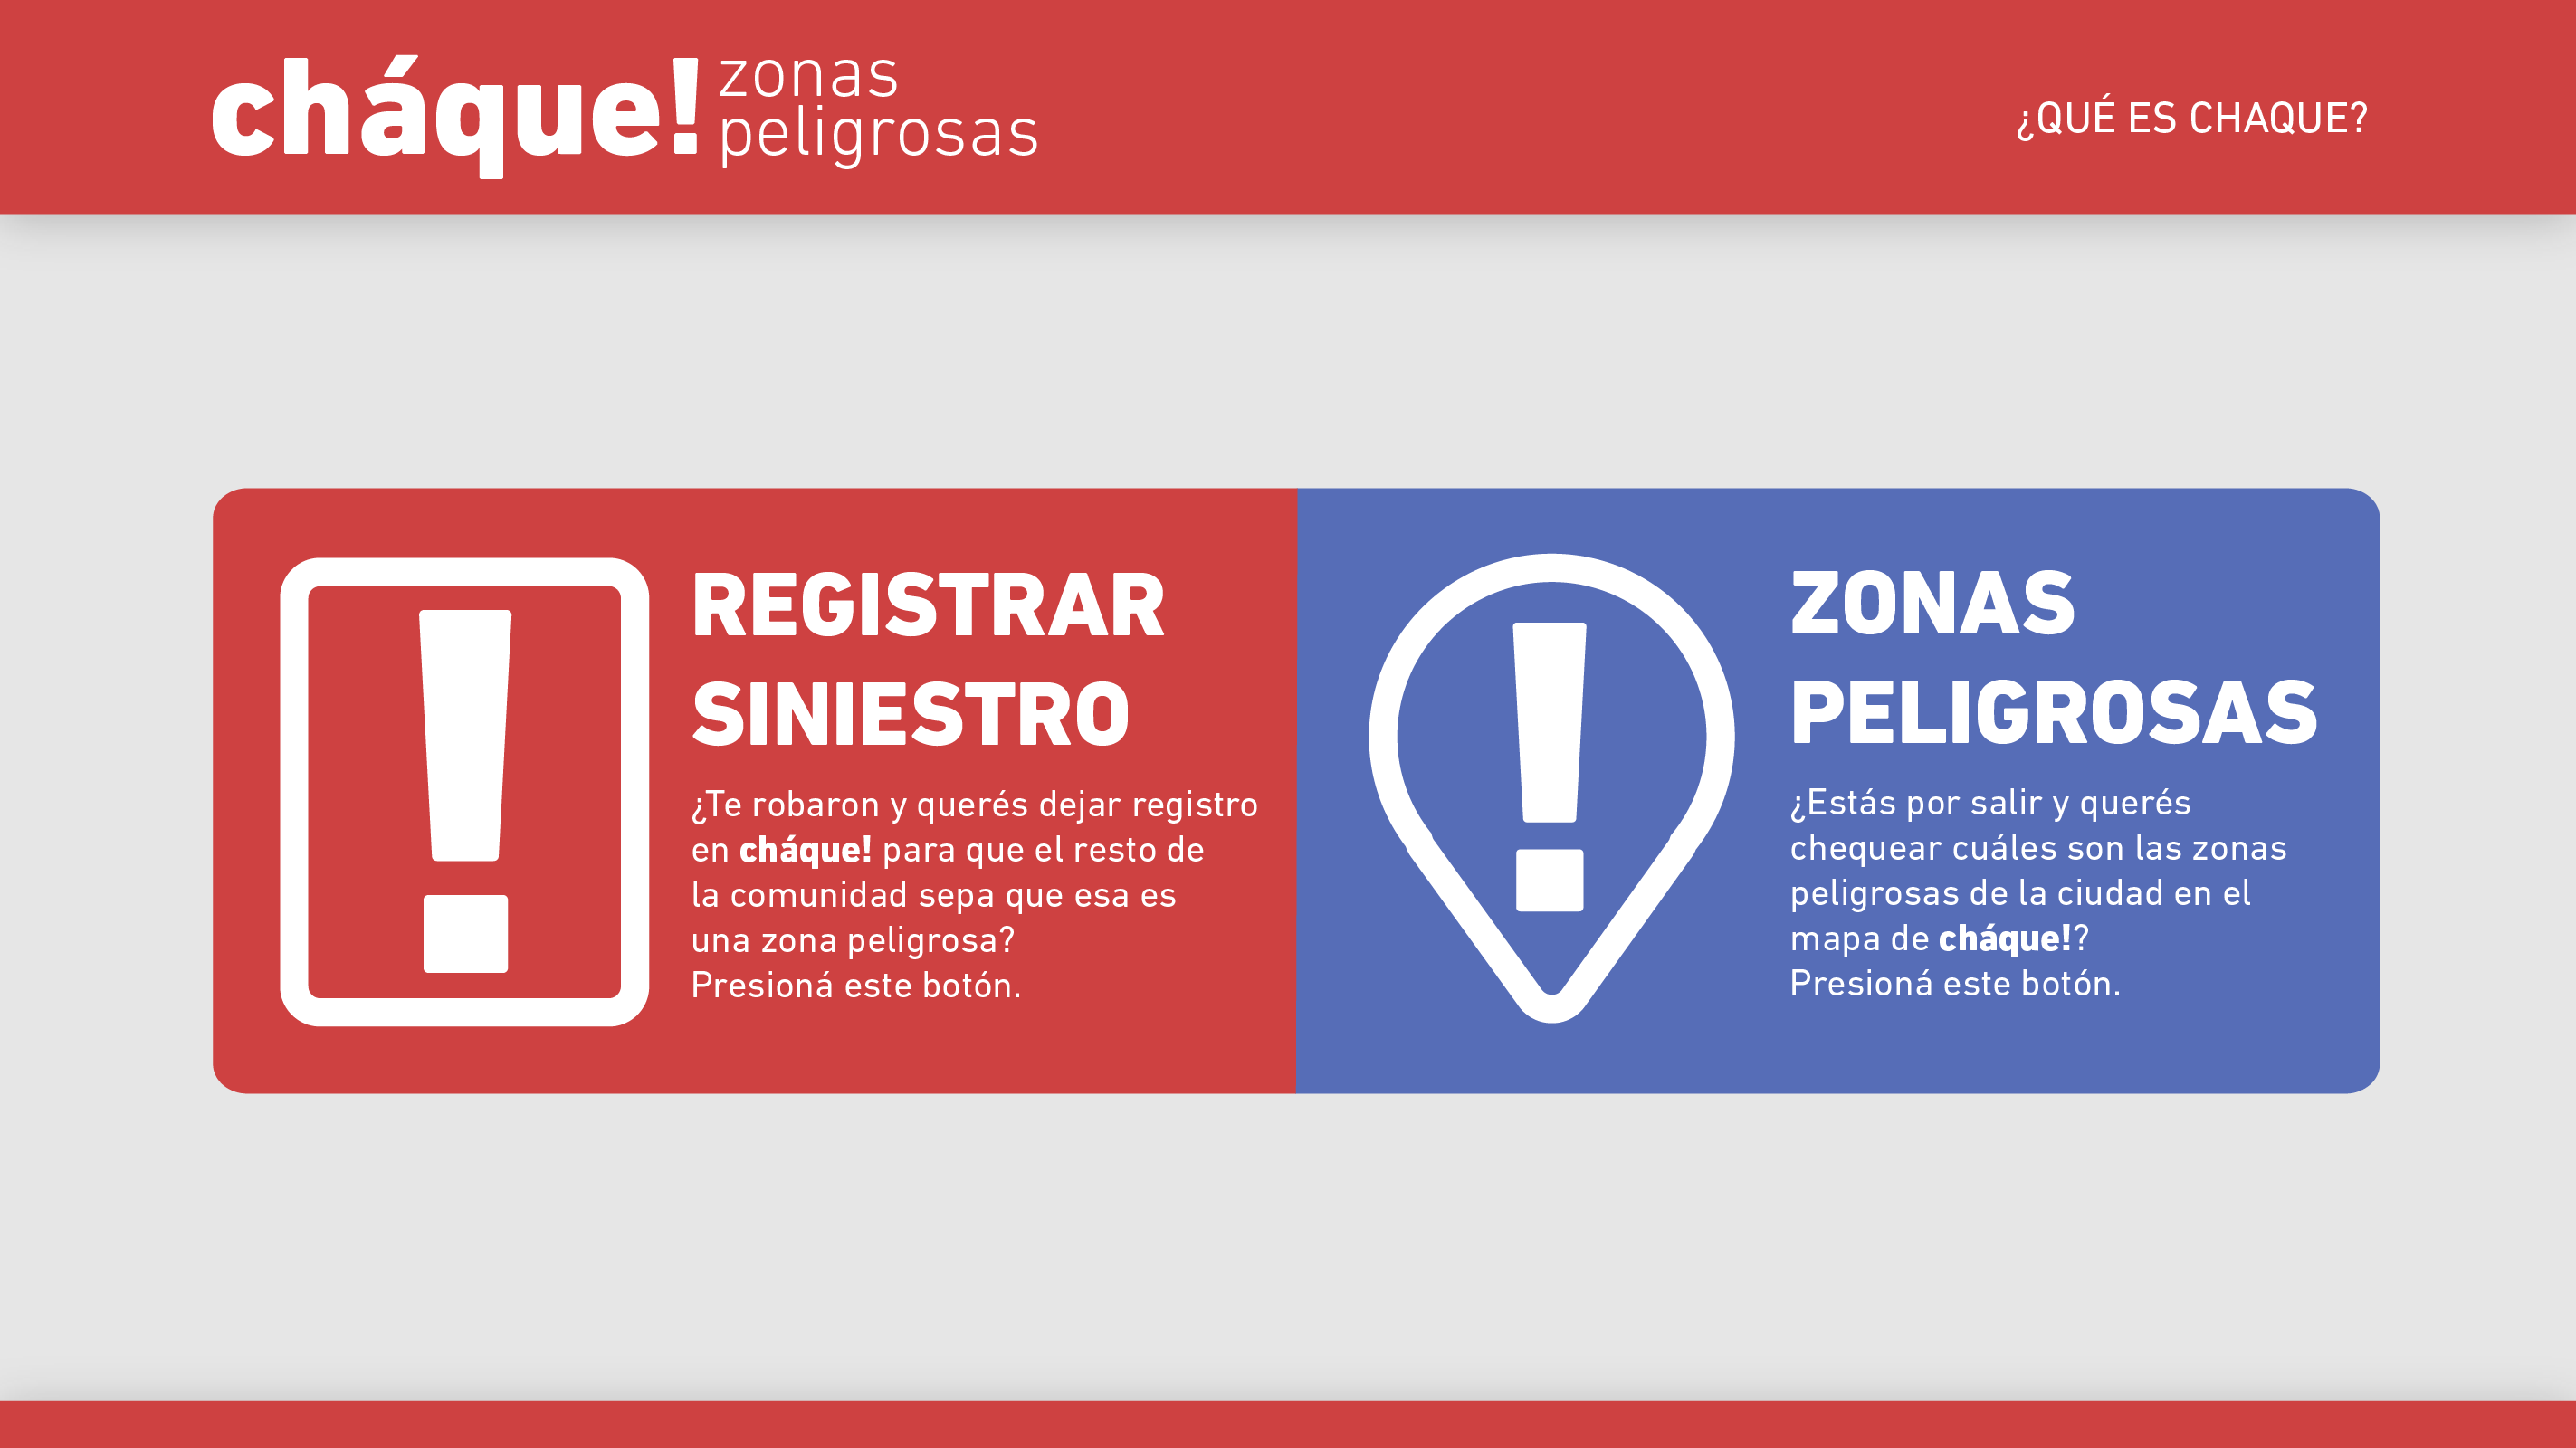 cháque! zonas
peligrosas
¿QUÉ ES CHAQUE?
REGISTRAR
SINIESTRO
¿Te robaron y querés dejar registro
en cháque! para que el resto de
la comunidad sepa que esa es
una zona peligrosa?
Presioná este botón.
ZONAS
PELIGROSAS
¿Estás por salir y querés
chequear cuáles son las zonas
peligrosas de la ciudad en el
mapa de cháque!?
Presioná este botón.